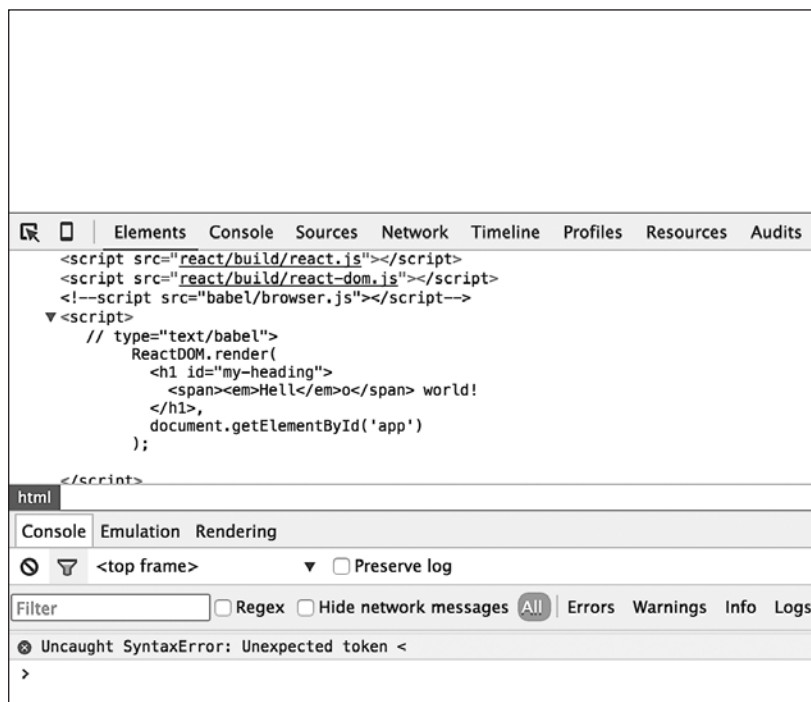 Elements Console Sources Network Timeline Profiles Resources Audits
<script src="react/build/react.js"></script>
<script src="react/build/react-dom.js"></script>
<!--script src="babel/browser.js"></script-->
▼<script>
// type="text/babel">
ReactDOM.render(
<h1 id="my-heading">
<span><em>Hell</em>o</span> world!
</h1>,
document.getElementById('app')
);
</script>
html
Console Emulation Rendering
<top frame> ▼ Preserve log
Filter Regex Hide network messages All Errors Warnings Info Logs
Uncaught SyntaxError: Unexpected token <
>